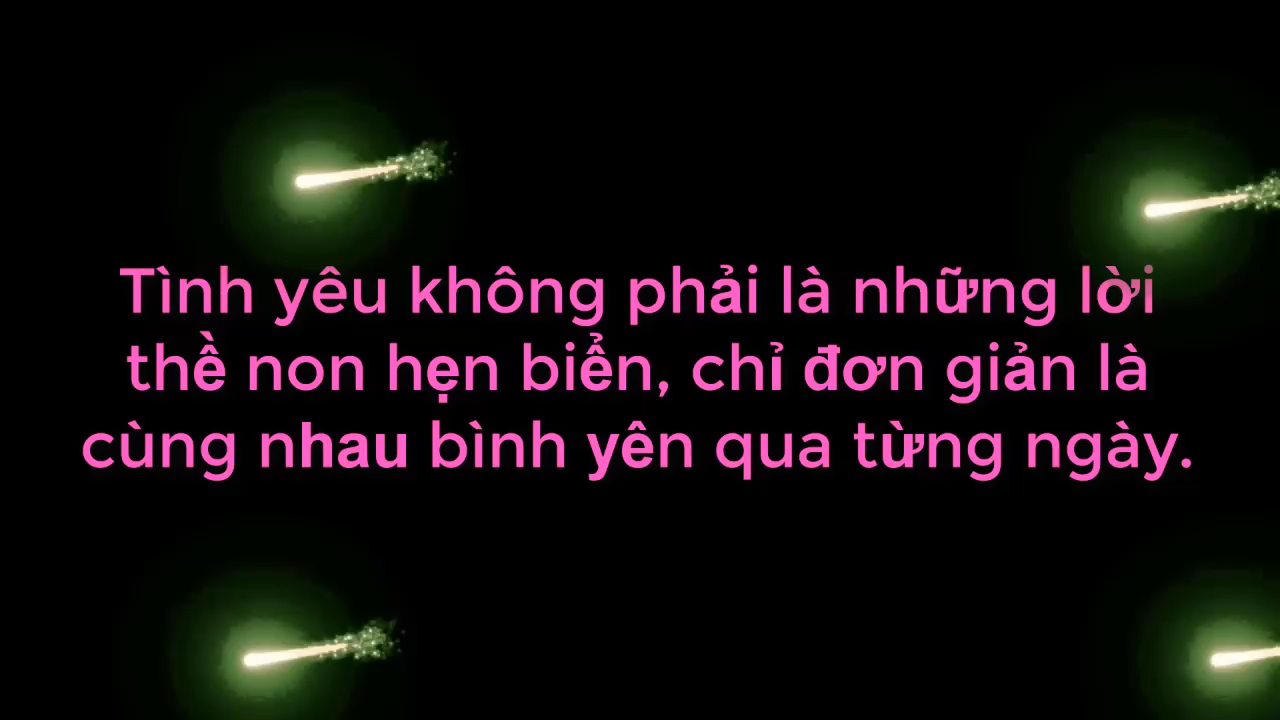 Tình yêu không phải là những lời
thề non hẹn biển, chỉ đơn giản là
cùng nhau bình yên qua từng ngày.